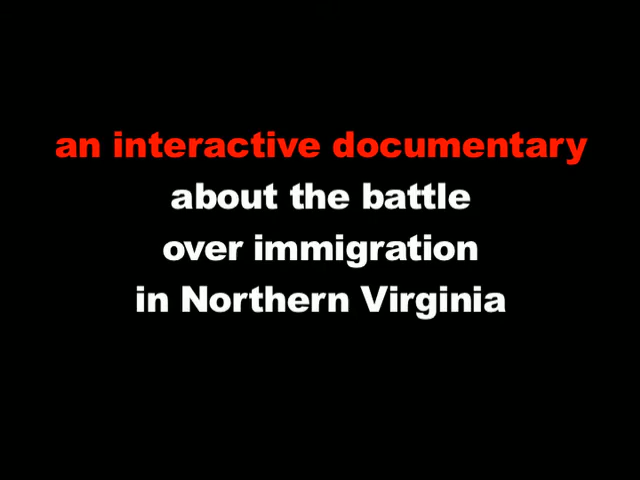 an interactive documentary
about the battle
over immigration
in Northern Virginia